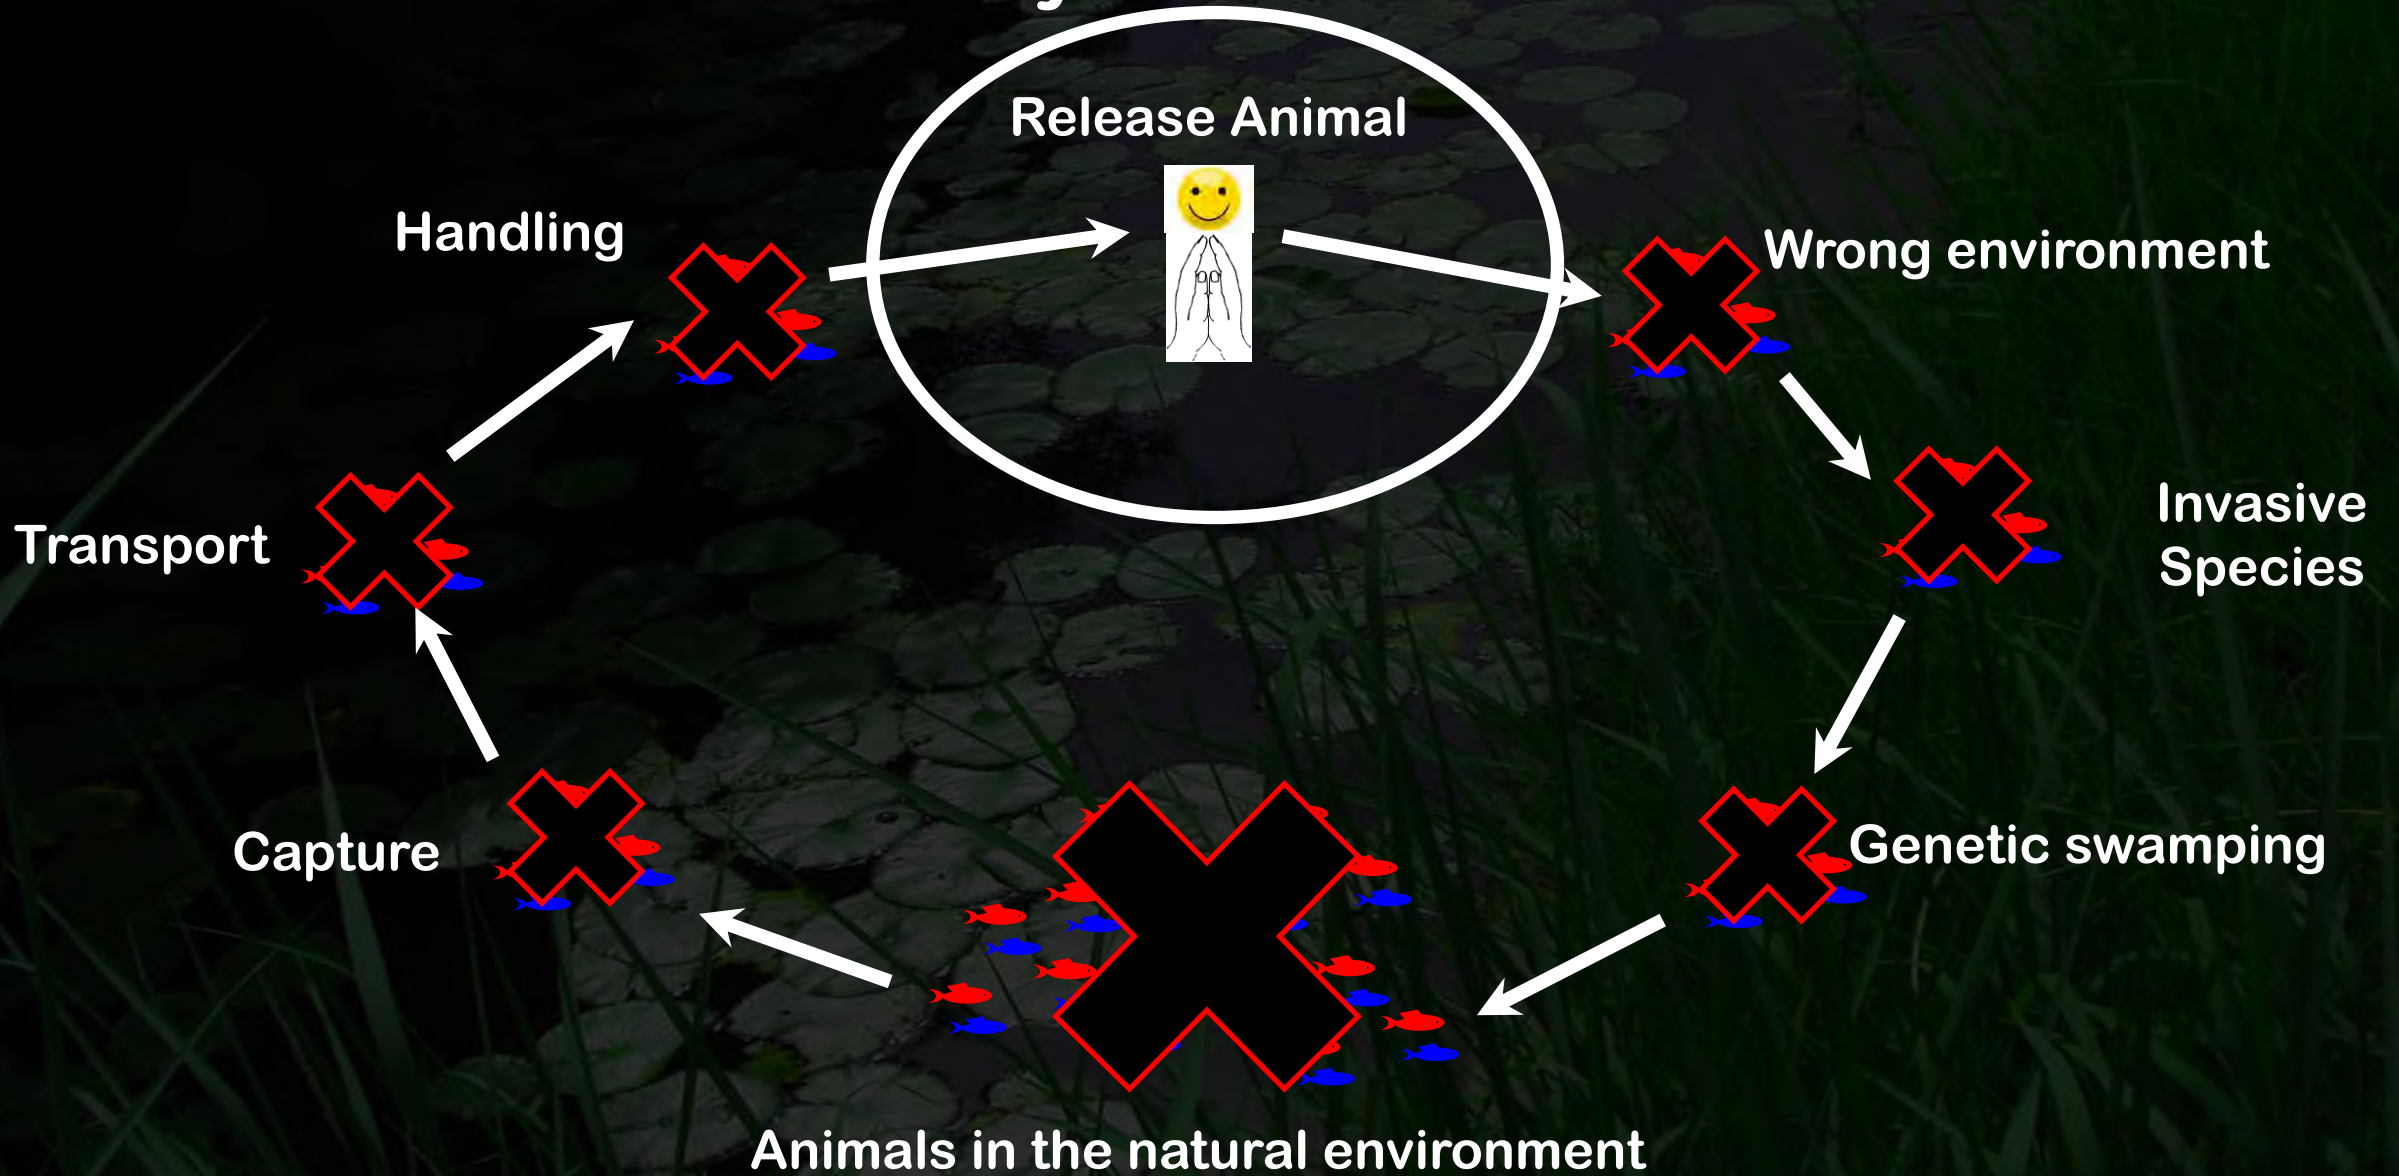 Release Animal
Handling
Wrong environment
Transport
Invasive
Species
Capture
Genetic swamping
Animals in the natural environment